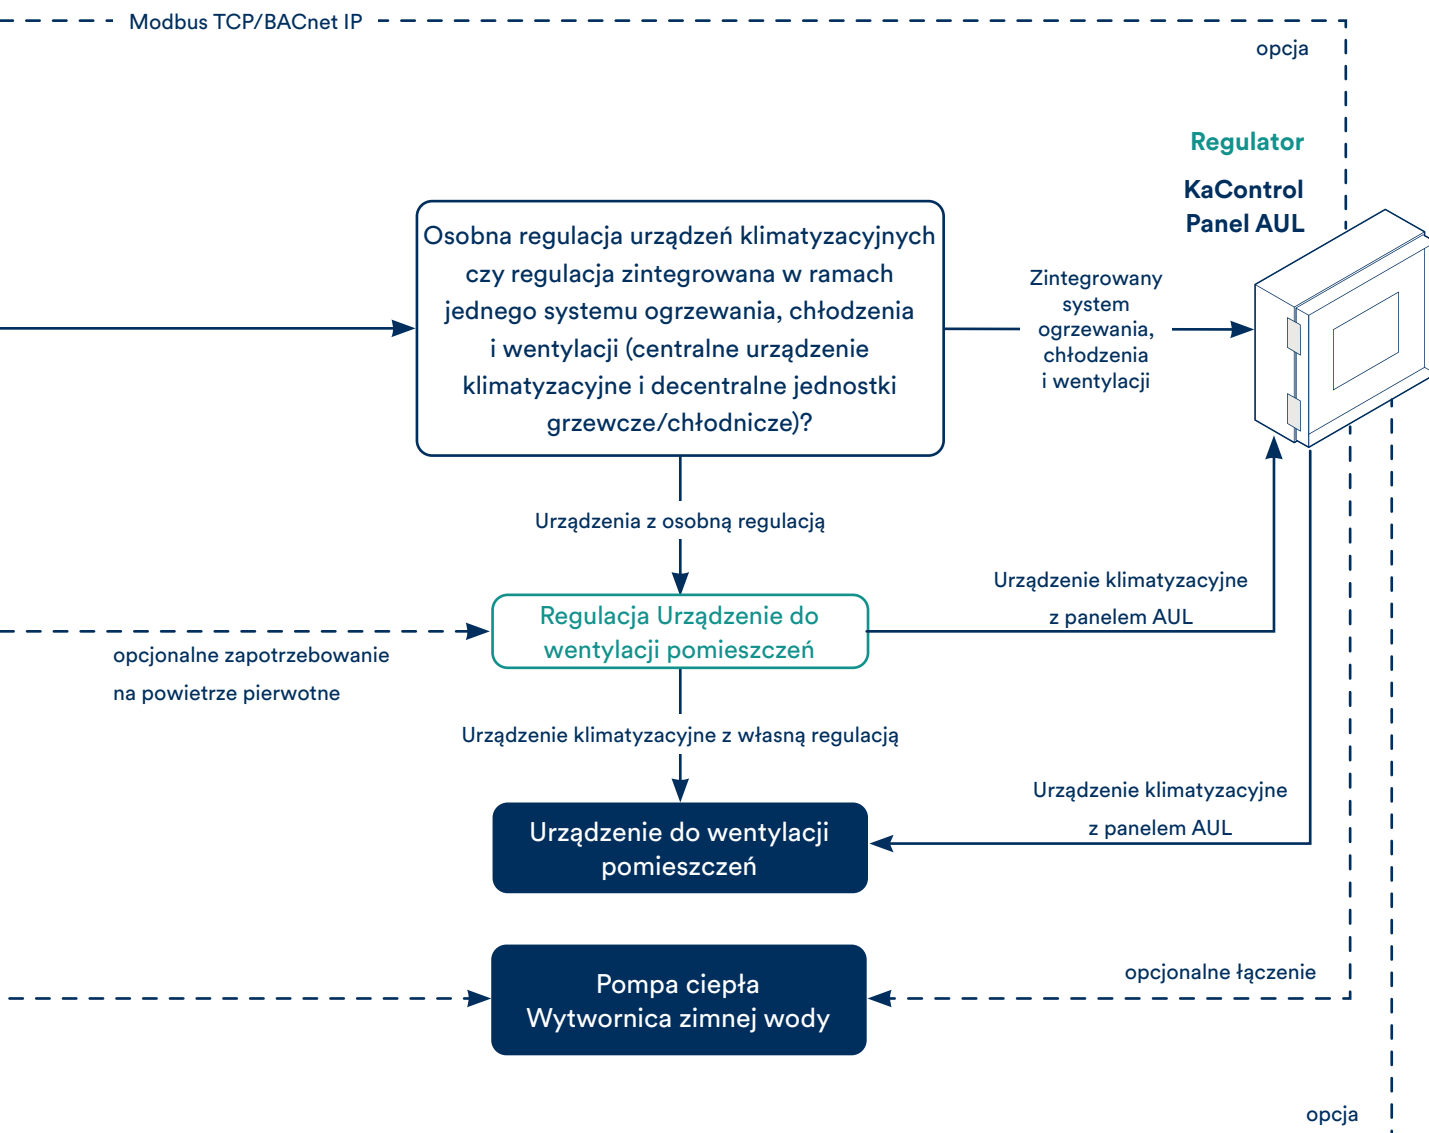 Modbus TCP/BACnet IP
opcja
Regulator
KaControl
Panel AUL
Osobna regulacja urządzeń klimatyzacyjnych
czy regulacja zintegrowana w ramach
jednego systemu ogrzewania, chłodzenia
i wentylacji (centralne urządzenie
klimatyzacyjne i decentralne jednostki
grzewcze/chłodnicze)?
Zintegrowany
system
ogrzewania,
chłodzenia
i wentylacji
Urządzenia z osobną regulacją
Urządzenie klimatyzacyjne
z panelem AUL
Regulacja Urządzenie do
wentylacji pomieszczeń
opcjonalne zapotrzebowanie
na powietrze pierwotne
Urządzenie klimatyzacyjne z własną regulacją
Urządzenie klimatyzacyjne
z panelem AUL
Urządzenie do wentylacji
pomieszczeń
opcjonalne łączenie
Pompa ciepła
Wytwornica zimnej wody
opcja